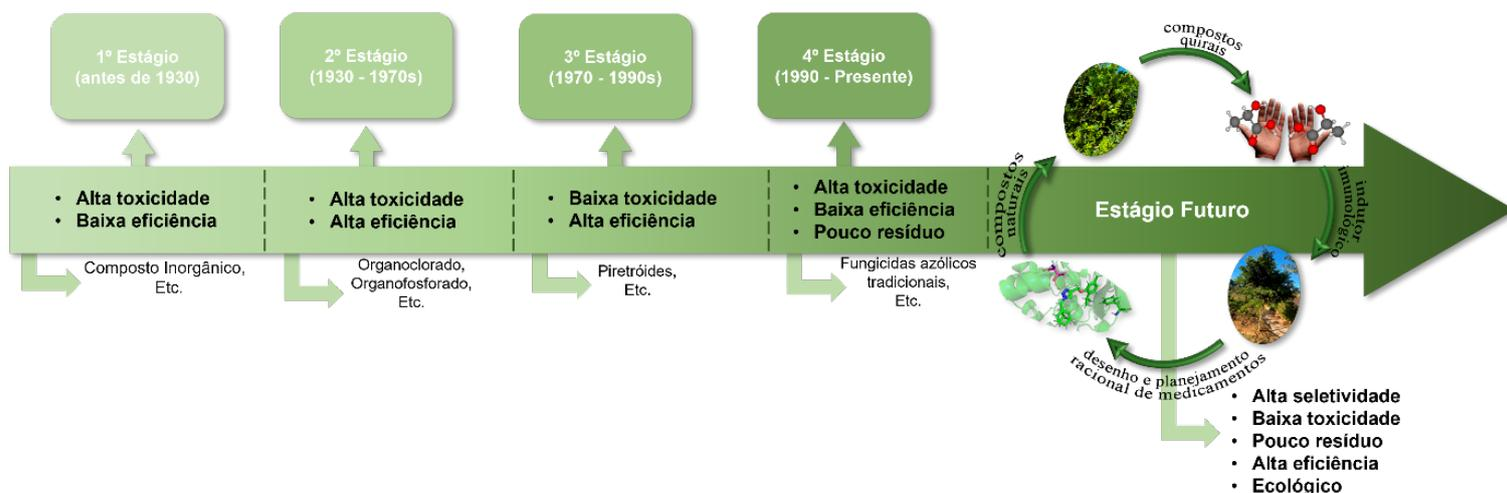 1º Estágio
(antes de 1930)
2º Estágio
(1930 - 1970s)
3º Estágio
(1970 - 1990s)
4º Estágio
(1990 - Presente)
• Alta toxicidade
• Baixa eficiência
• Alta toxicidade
• Alta eficiência
• Baixa toxicidade
• Alta eficiência
• Alta toxicidade
• Baixa eficiência
• Pouco resíduo
Estágio Futuro
Composto Inorgânico,
Etc.
Organoclorado,
Organofosforado,
Etc.
Piretróides,
Etc.
Fungicidas azólicos
tradicionais,
Etc.
compostos
naturais
compostos
quirais
indutor
imunológico
desenho e planejamento
racional de medicamentos
• Alta seletividade
• Baixa toxicidade
• Pouco resíduo
• Alta eficiência
• Ecológico